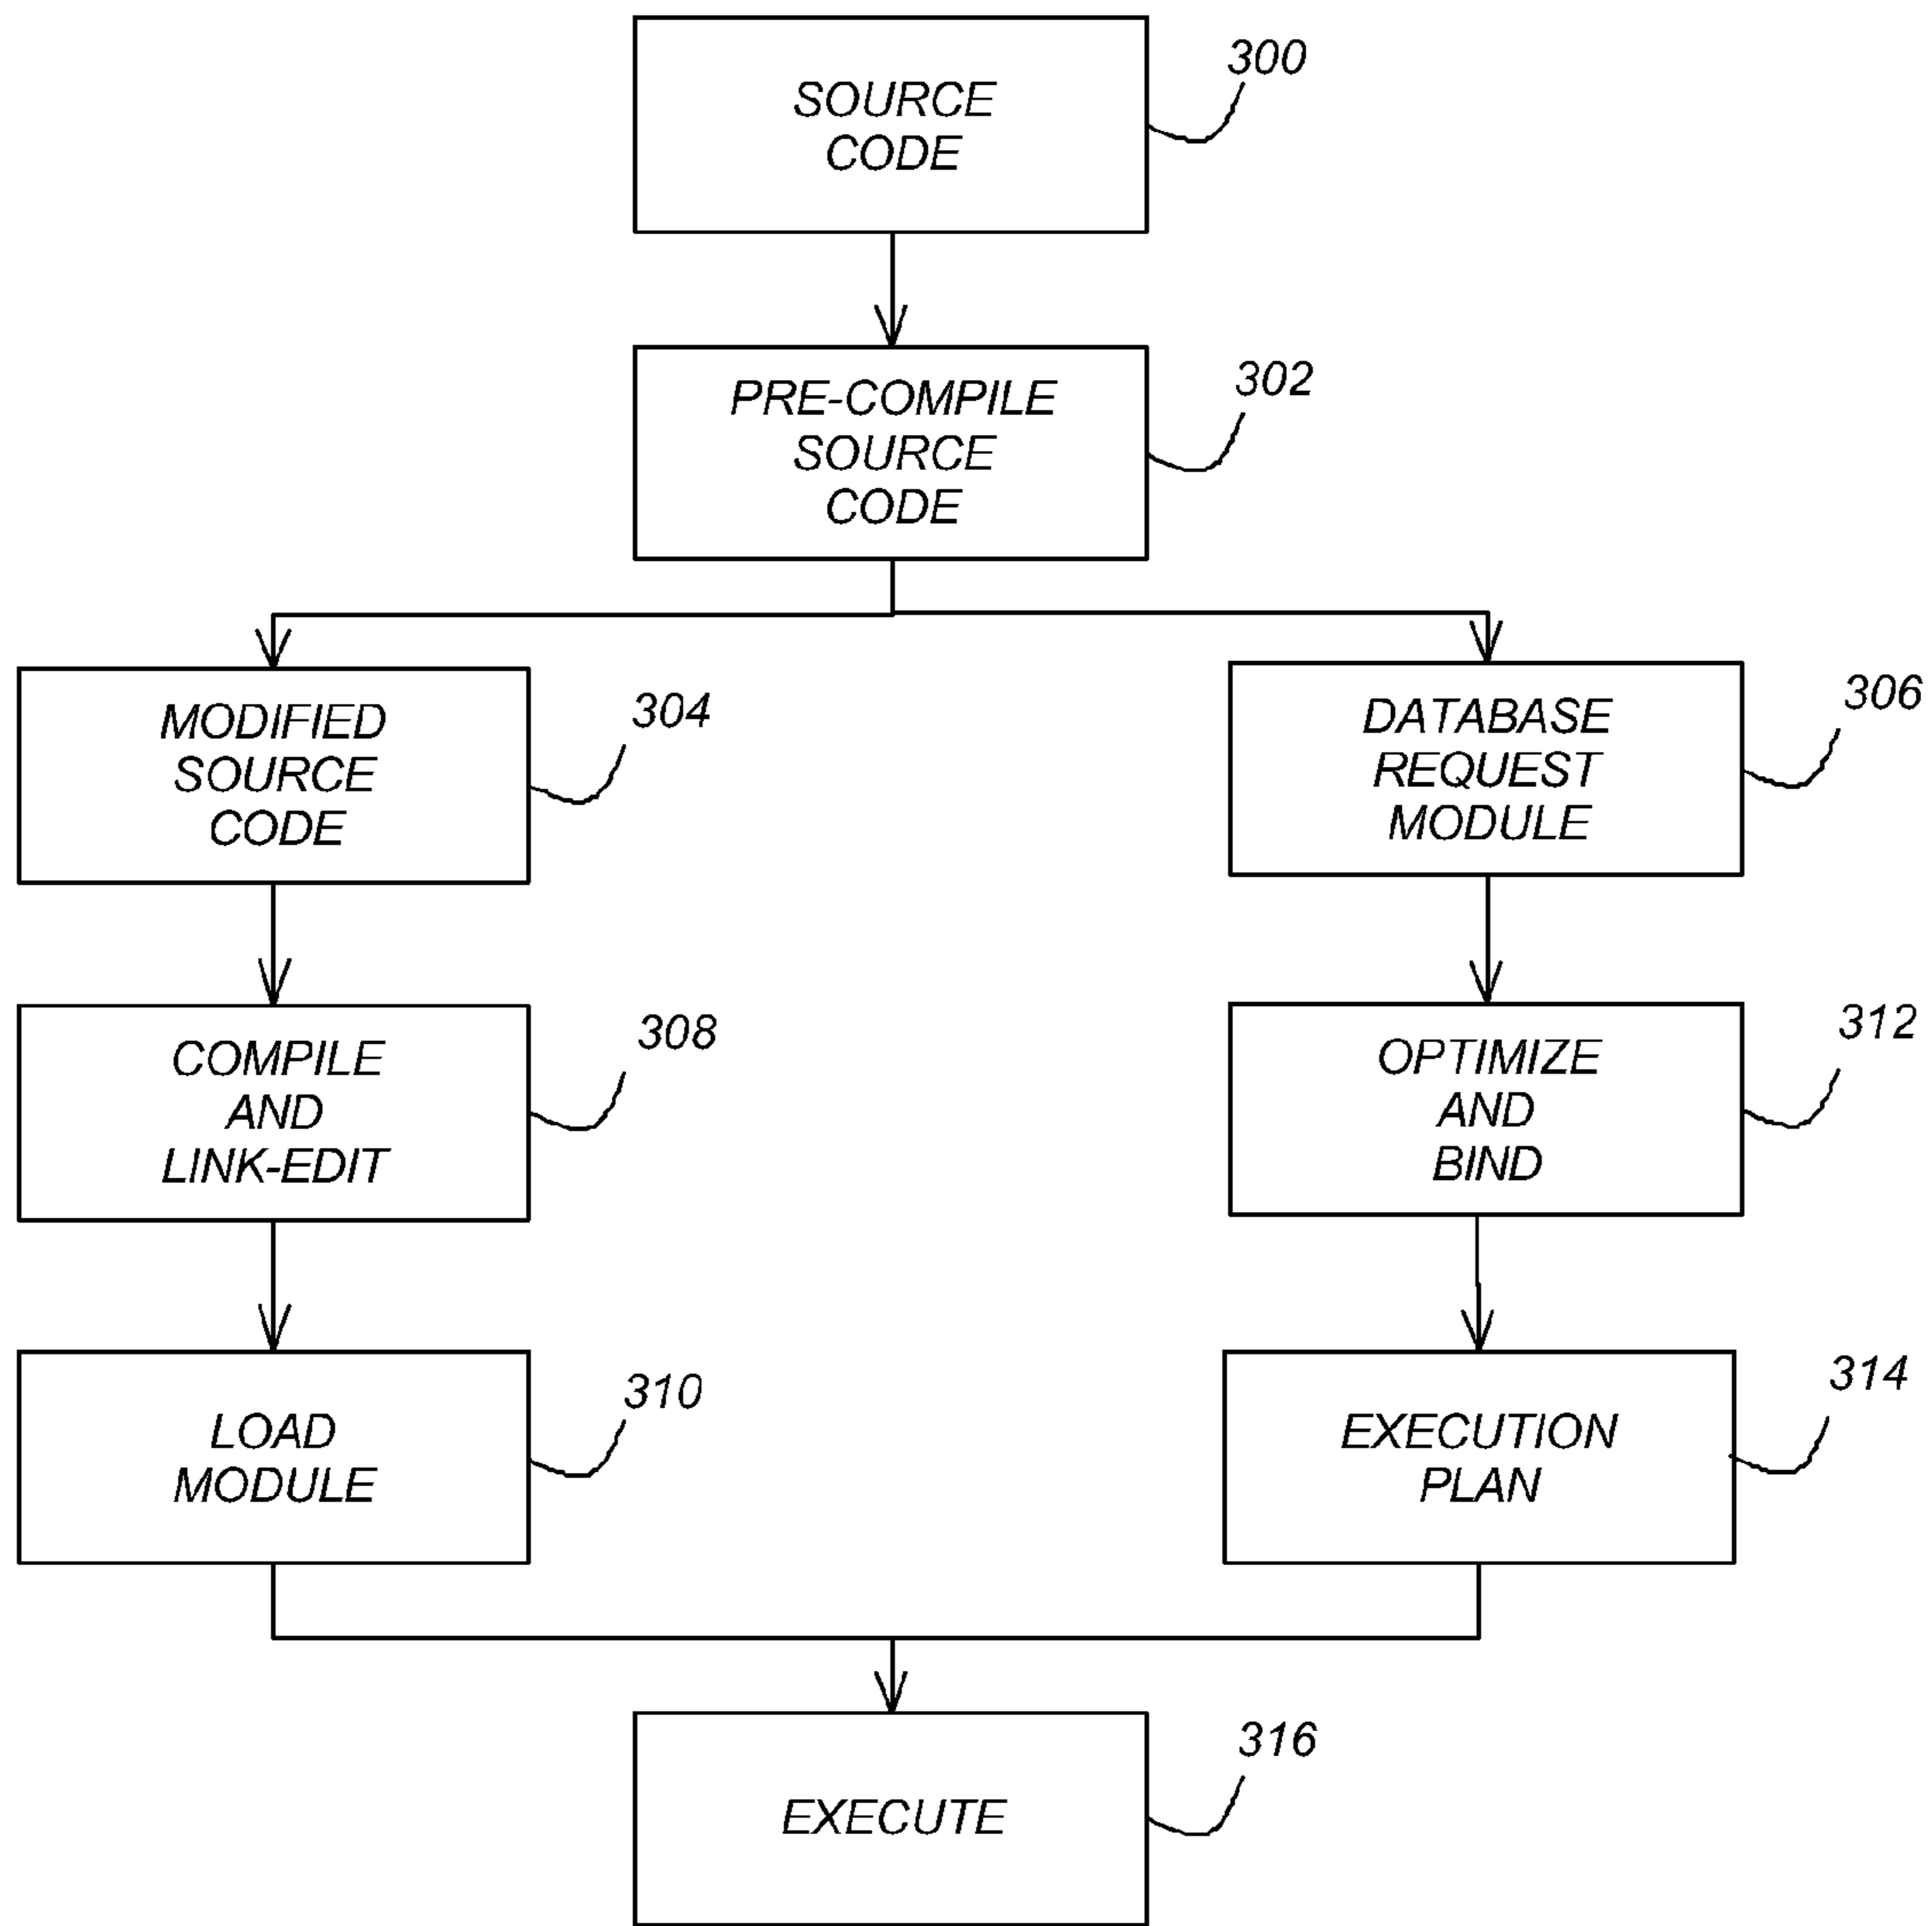 SOURCE
CODE
300
PRE-COMPILE
SOURCE
CODE
302
MODIFIED
SOURCE
CODE
304
DATABASE
REQUEST
MODULE
306
COMPILE
AND
LINK-EDIT
308
OPTIMIZE
AND
BIND
312
LOAD
MODULE
310
EXECUTION
PLAN
314
EXECUTE
316